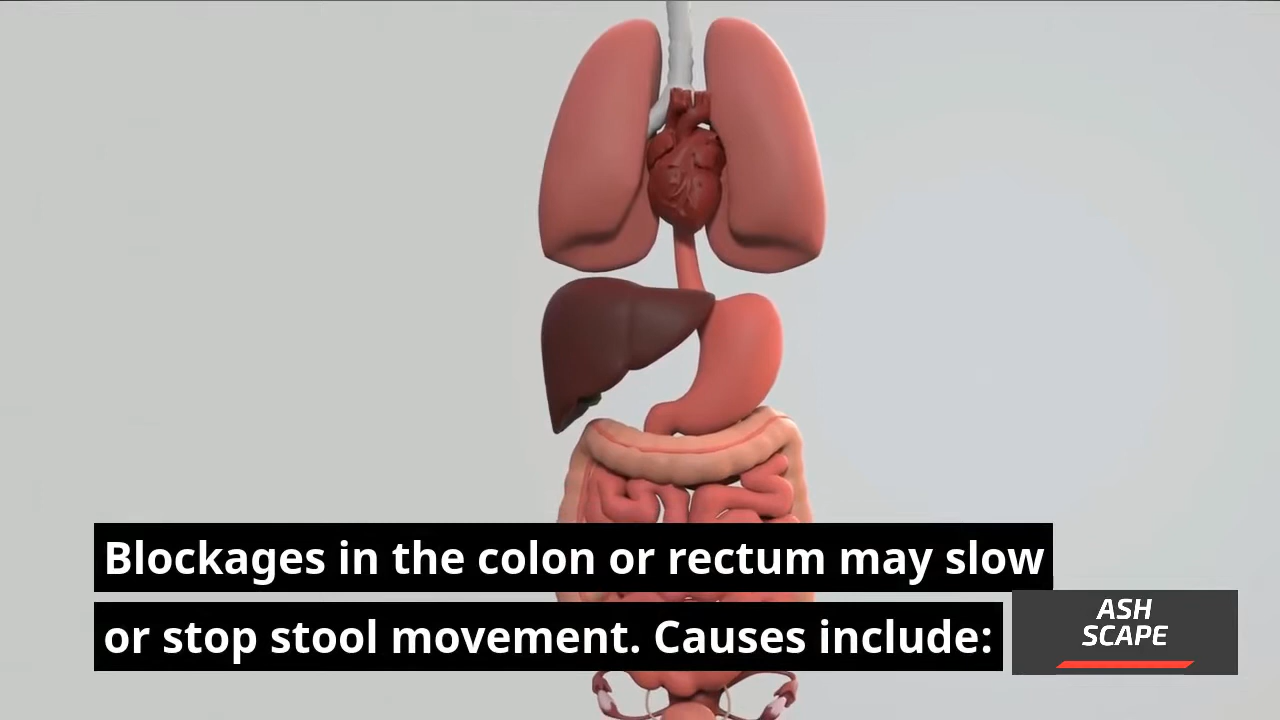 Blockages in the colon or rectum may slow
or stop stool movement. Causes include:
ASH
SCAPE